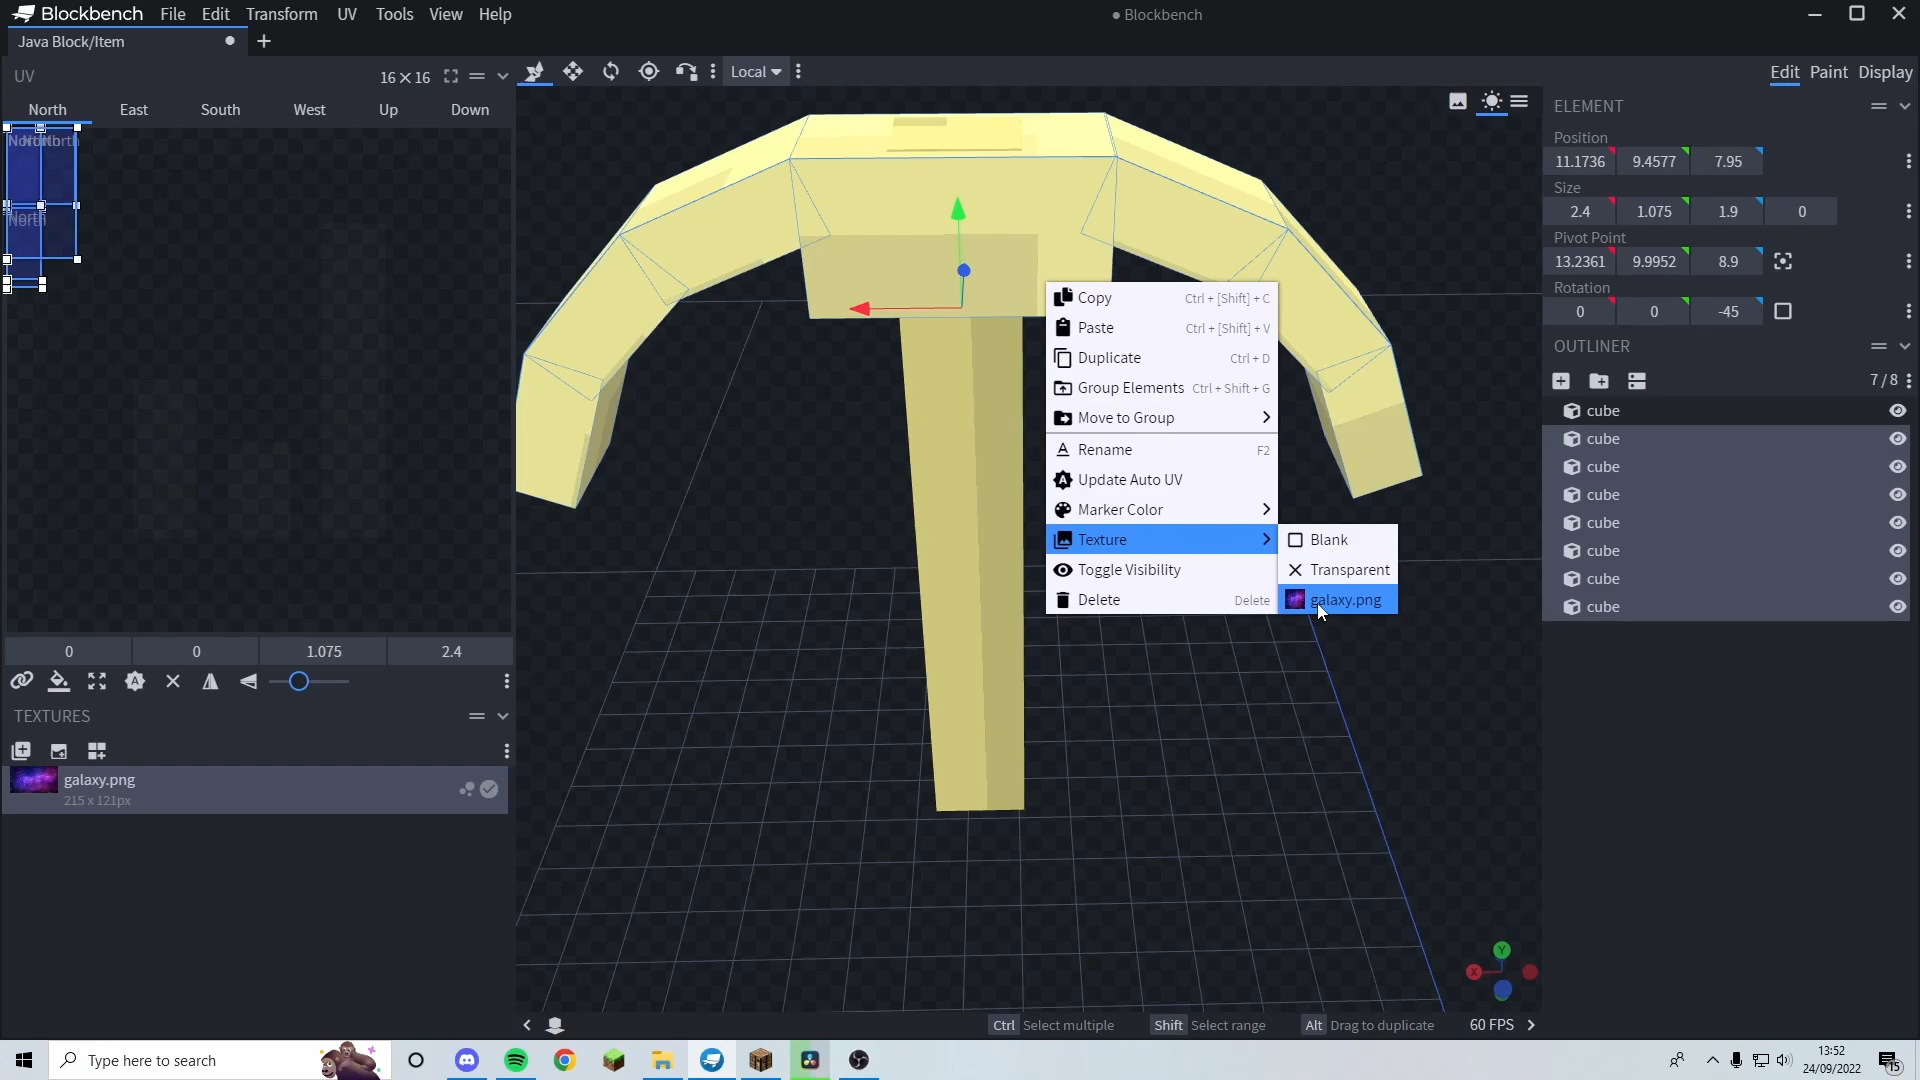 Blockbench File Edit Transform UV Tools View Help
● Blockbench
Java Block/Item
UV 16×16
Local
Edit Paint Display
North East South West Up Down
North North North
North
ELEMENT
Position
11.1736 9.4577 7.95
Size
2.4 1.075 1.9 0
Pivot Point
13.2361 9.9952 8.9
Rotation
0 0 -45
OUTLINER
7 / 8
cube
cube
cube
cube
cube
cube
cube
cube
Copy Ctrl + [Shift] + C
Paste Ctrl + [Shift] + V
Duplicate Ctrl + D
Group Elements Ctrl + Shift + G
Move to Group
Rename F2
Update Auto UV
Marker Color
Texture
Toggle Visibility
Delete Delete
Blank
Transparent
galaxy.png
0 0 1.075 2.4
TEXTURES
galaxy.png
215 x 121px
Y
X
Ctrl Select multiple Shift Select range Alt Drag to duplicate 60 FPS
Type here to search
13:52
24/09/2022
15